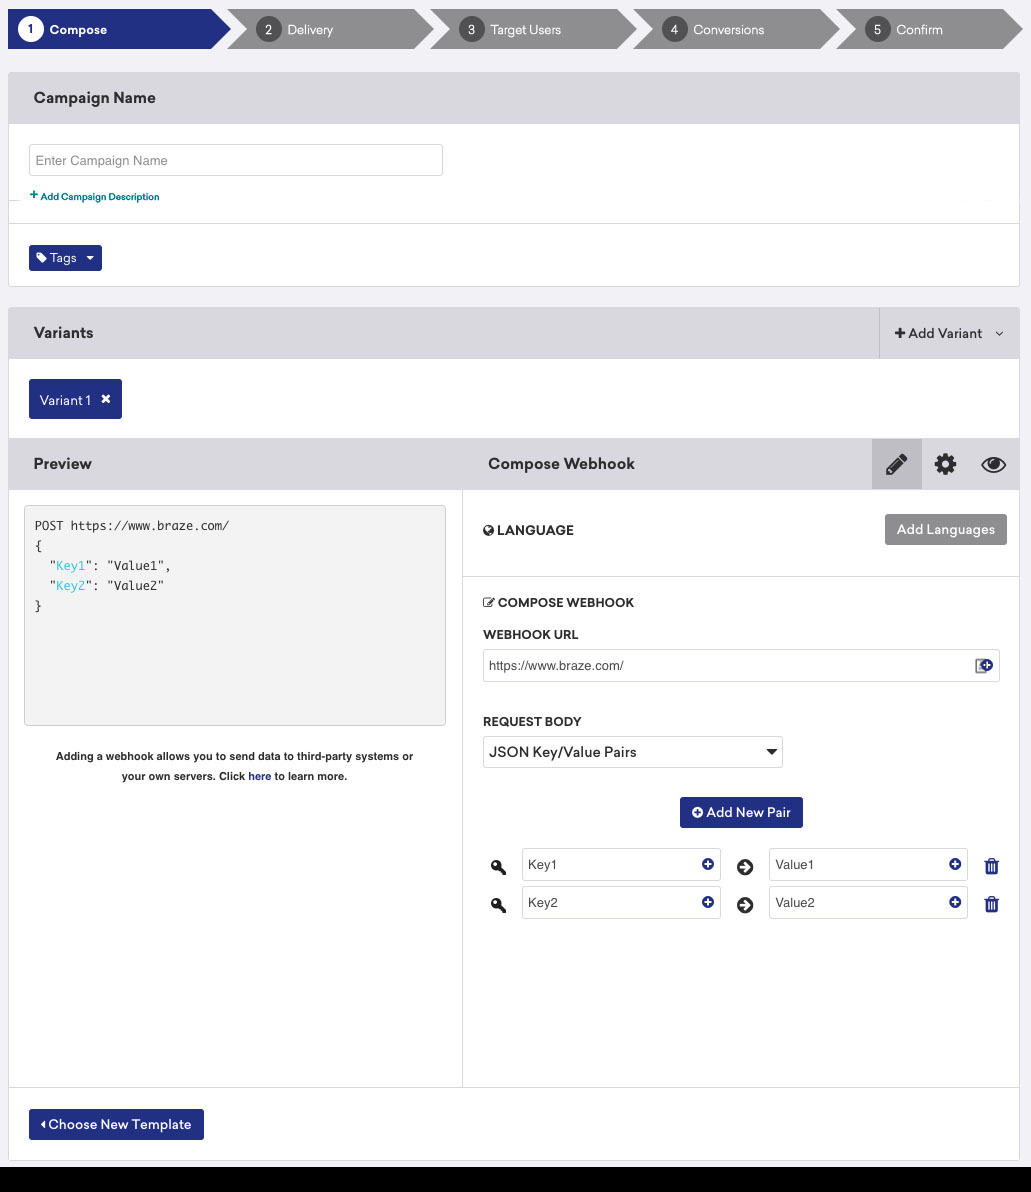 1 Compose 2 Delivery 3 Target Users 4 Conversions 5 Confirm
Campaign Name
Enter Campaign Name
+ Add Campaign Description
Tags
Variants + Add Variant
Variant 1 ✖
Preview
POST https://www.braze.com/
{
"Key1": "Value1",
"Key2": "Value2"
}
Adding a webhook allows you to send data to third-party systems or
your own servers. Click here to learn more.
Compose Webhook
LANGUAGE Add Languages
COMPOSE WEBHOOK
WEBHOOK URL
https://www.braze.com/
REQUEST BODY
JSON Key/Value Pairs
Add New Pair
Key1 Value1
Key2 Value2
Choose New Template